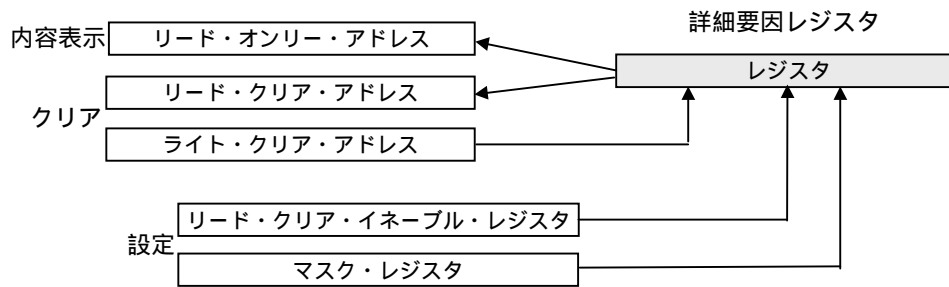 詳細要因レジスタ
内容表示
リード・オンリー・アドレス
レジスタ
リード・クリア・アドレス
クリア
ライト・クリア・アドレス
リード・クリア・イネーブル・レジスタ
設定
マスク・レジスタ